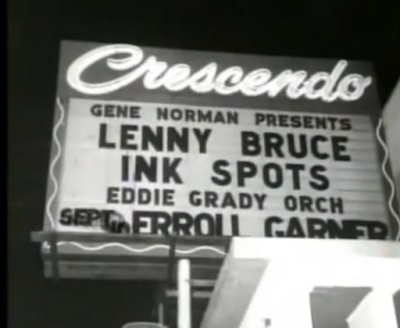 Crescendo
GENE NORMAN PRESENTS
LENNY BRUCE
INK SPOTS
EDDIE GRADY ORCH
SEPT. ERROLL GARNER